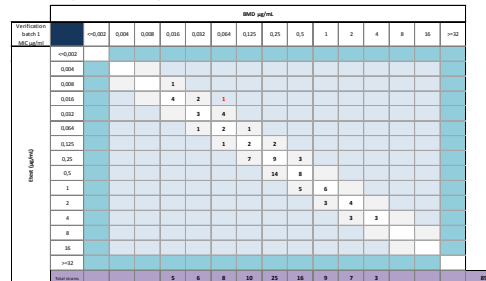 BMD µg/mL
Verification
batch 1
MIC µg/ml
<=0,002 0,004 0,008 0,016 0,032 0,064 0,125 0,25 0,5 1 2 4 8 16 >=32
Etest (µg/mL)
<=0,002
0,004
0,008 1
0,016 4 2 1
0,032 3 4
0,064 1 2 1
0,125 1 2 2
0,25 7 9 3
0,5 14 8
1 5 6
2 3 4
4 3 3
8
16
>=32
Total strains 5 6 8 10 25 16 9 7 3